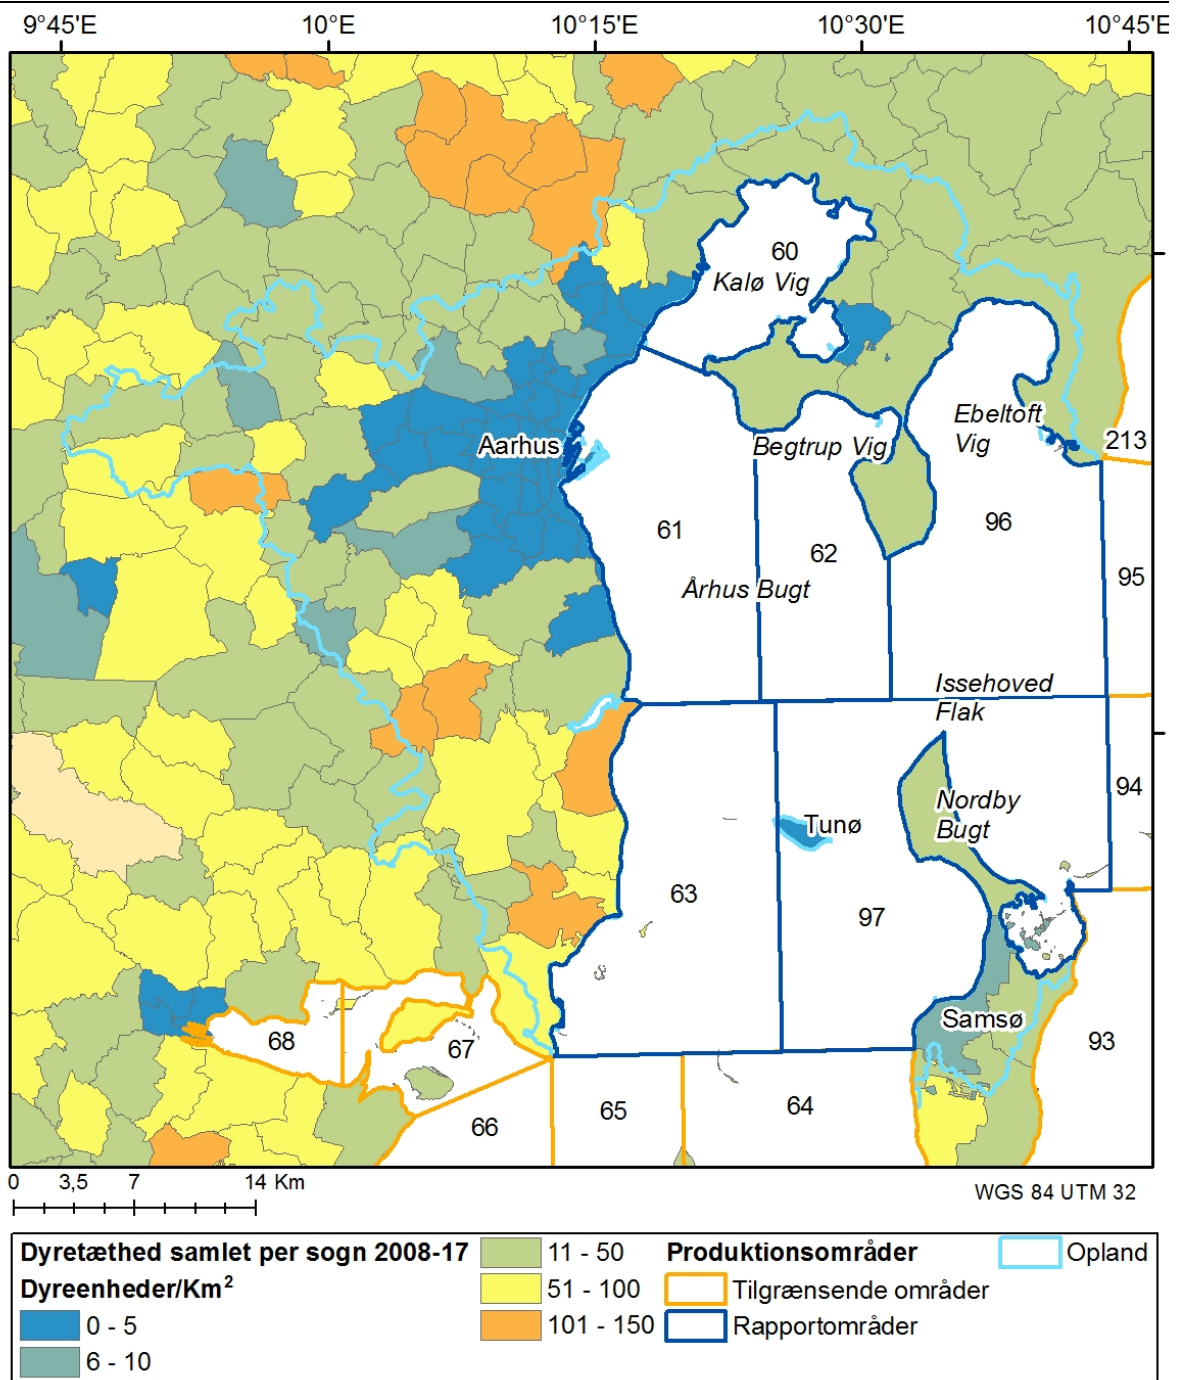 9°45'E 10°0' 10°15'E 10°30'E 10°45'E
60
Kalø Vig
Ebeltoft
Vig
213
Aarhus
Begtrup Vig
61
62
96
95
Århus Bugt
Issehoved
Flak
94
Nordby
Bugt
Tunø
63
97
Samsø
93
68
67
66
65
64
0 3,5 7 14 Km
WGS 84 UTM 32
Dyretæthed samlet per sogn 2008-17
Dyreenheder/Km²
0 - 5
6 - 10
11 - 50
51 - 100
101 - 150
Produktionsområder
Tilgrænsende områder
Rapportområder
Opland